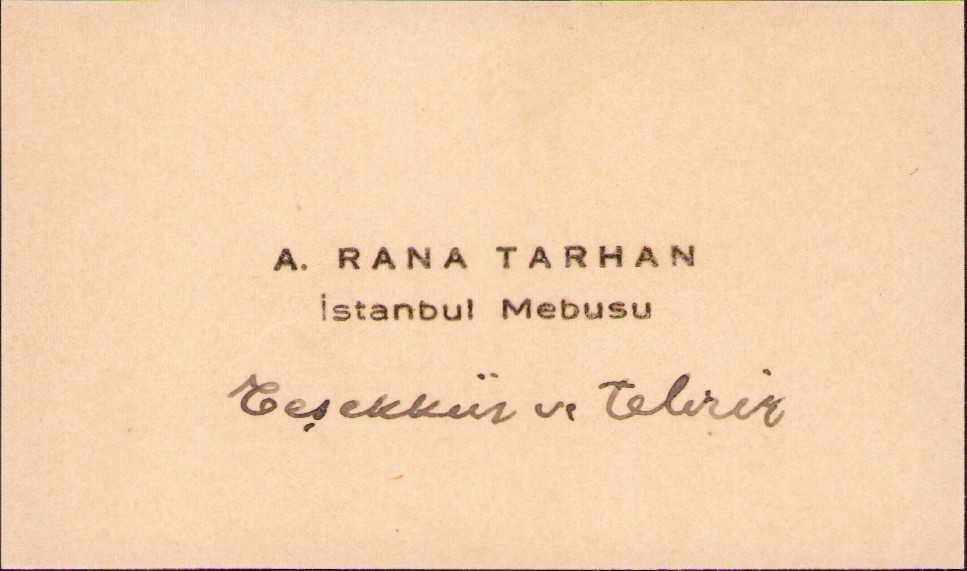 A. RANA TARHAN
İstanbul Mebusu
Teşekkür ve Tebrik